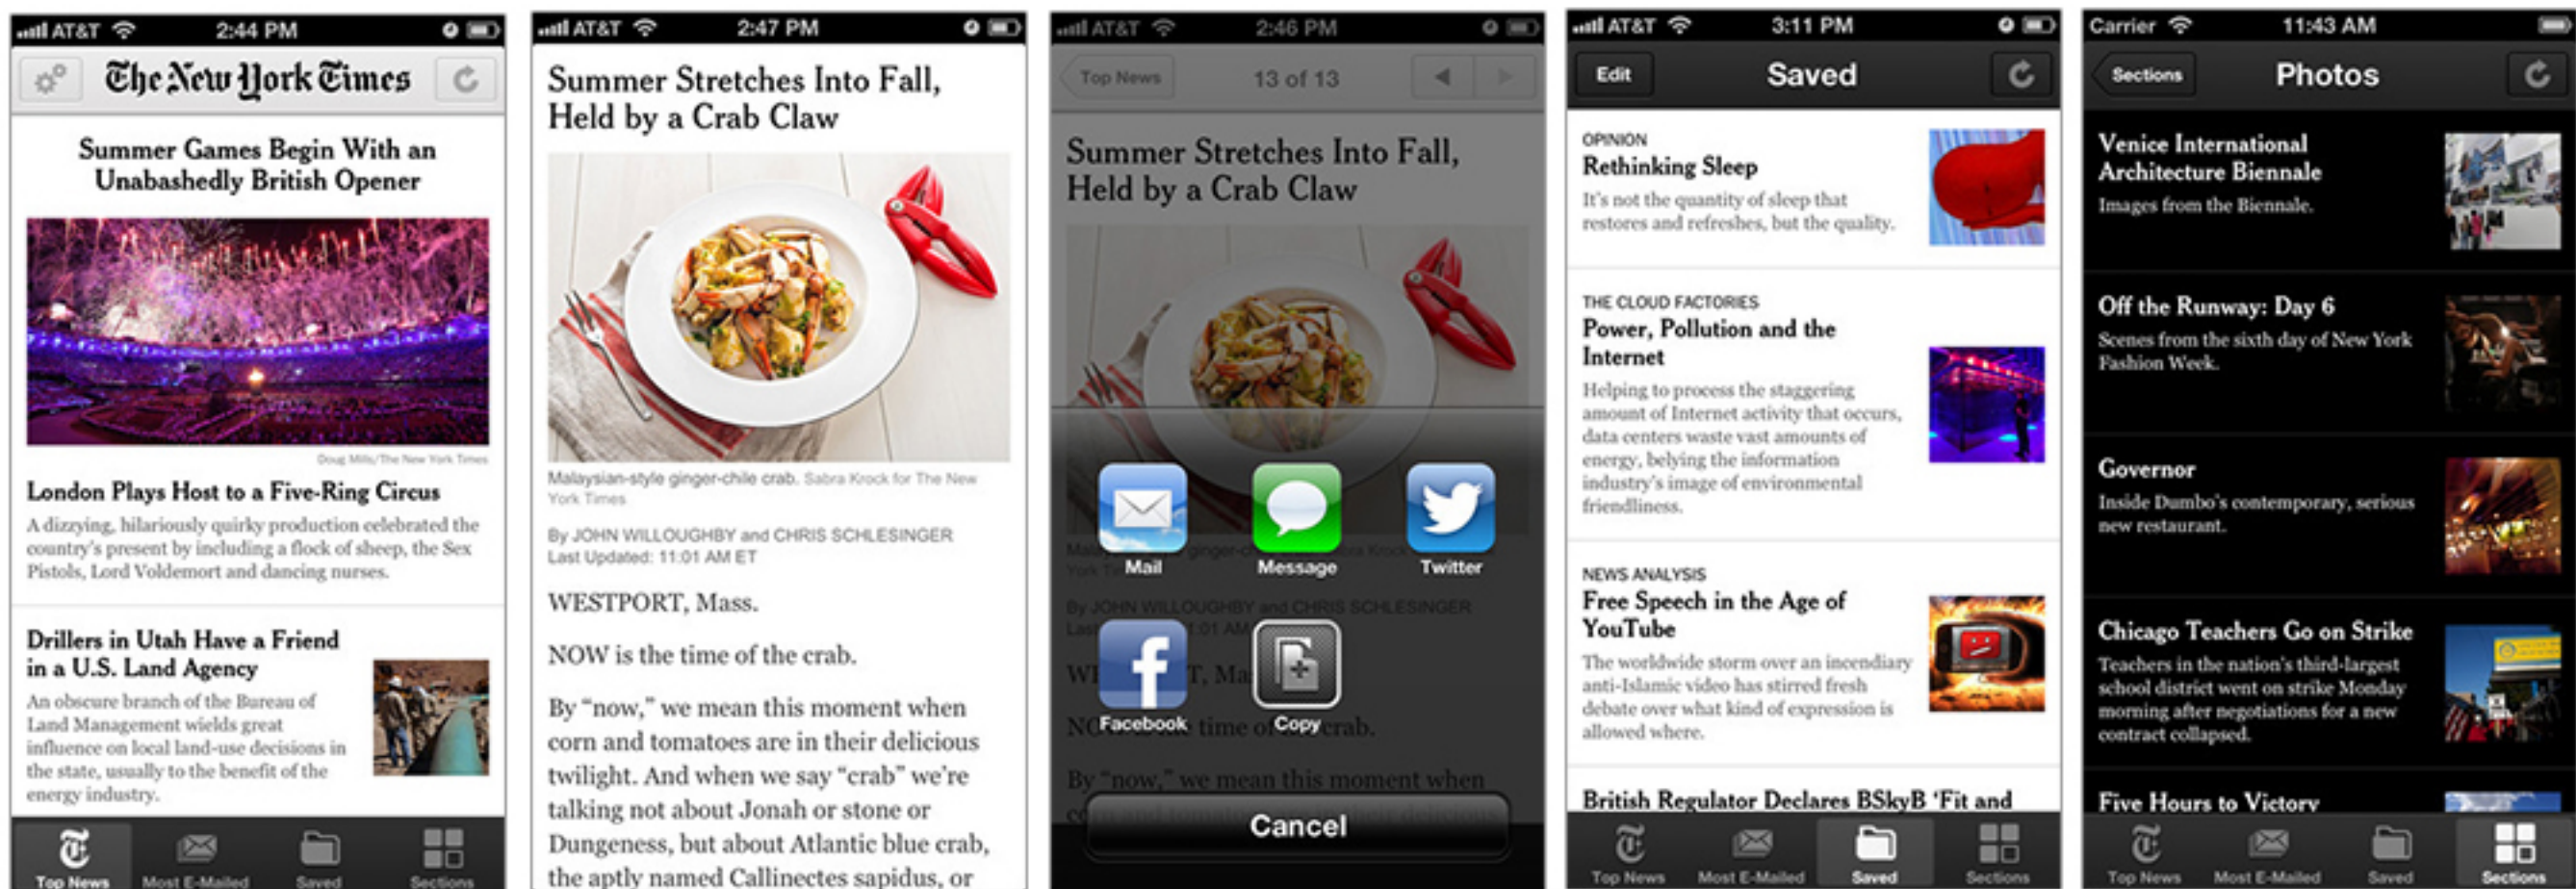 AT&T 2:44 PM
The New York Times
Summer Games Begin With an
Unabashedly British Opener
Doug Mills/The New York Times
London Plays Host to a Five-Ring Circus
A dizzying, hilariously quirky production celebrated the
country's present by including a flock of sheep, the Sex
Pistols, Lord Voldemort and dancing nurses.
Drillers in Utah Have a Friend
in a U.S. Land Agency
An obscure branch of the Bureau of
Land Management wields great
influence on local land-use decisions in
the state, usually to the benefit of the
energy industry.
Top News Most E-Mailed Saved Sections
AT&T 2:47 PM
Summer Stretches Into Fall,
Held by a Crab Claw
Malaysian-style ginger-chile crab. Sabra Krock for The New
York Times
By JOHN WILLOUGHBY and CHRIS SCHLESINGER
Last Updated: 11:01 AM ET
WESTPORT, Mass.
NOW is the time of the crab.
By “now,” we mean this moment when
corn and tomatoes are in their delicious
twilight. And when we say “crab” we're
talking not about Jonah or stone or
Dungeness, but about Atlantic blue crab,
the aptly named Callinectes sapidus, or
AT&T 2:46 PM
Top News 13 of 13
Summer Stretches Into Fall,
Held by a Crab Claw
Mail Message Twitter
By JOHN WILLOUGHBY and CHRIS SCHLESINGER
Facebook Copy
time of crab.
By “now,” we mean this moment when
Cancel
AT&T 3:11 PM
Edit Saved
OPINION
Rethinking Sleep
It's not the quantity of sleep that
restores and refreshes, but the quality.
THE CLOUD FACTORIES
Power, Pollution and the
Internet
Helping to process the staggering
amount of Internet activity that occurs,
data centers waste vast amounts of
energy, belying the information
industry's image of environmental
friendliness.
NEWS ANALYSIS
Free Speech in the Age of
YouTube
The worldwide storm over an incendiary
anti-Islamic video has stirred fresh
debate over what kind of expression is
allowed where.
British Regulator Declares BSkyB ‘Fit and
Top News Most E-Mailed Saved Sections
Carrier 11:43 AM
Sections Photos
Venice International
Architecture Biennale
Images from the Biennale.
Off the Runway: Day 6
Scenes from the sixth day of New York
Fashion Week.
Governor
Inside Dumbo's contemporary, serious
new restaurant.
Chicago Teachers Go on Strike
Teachers in the nation's third-largest
school district went on strike Monday
morning after negotiations for a new
contract collapsed.
Five Hours to Victory
Top News Most E-Mailed Saved Sections